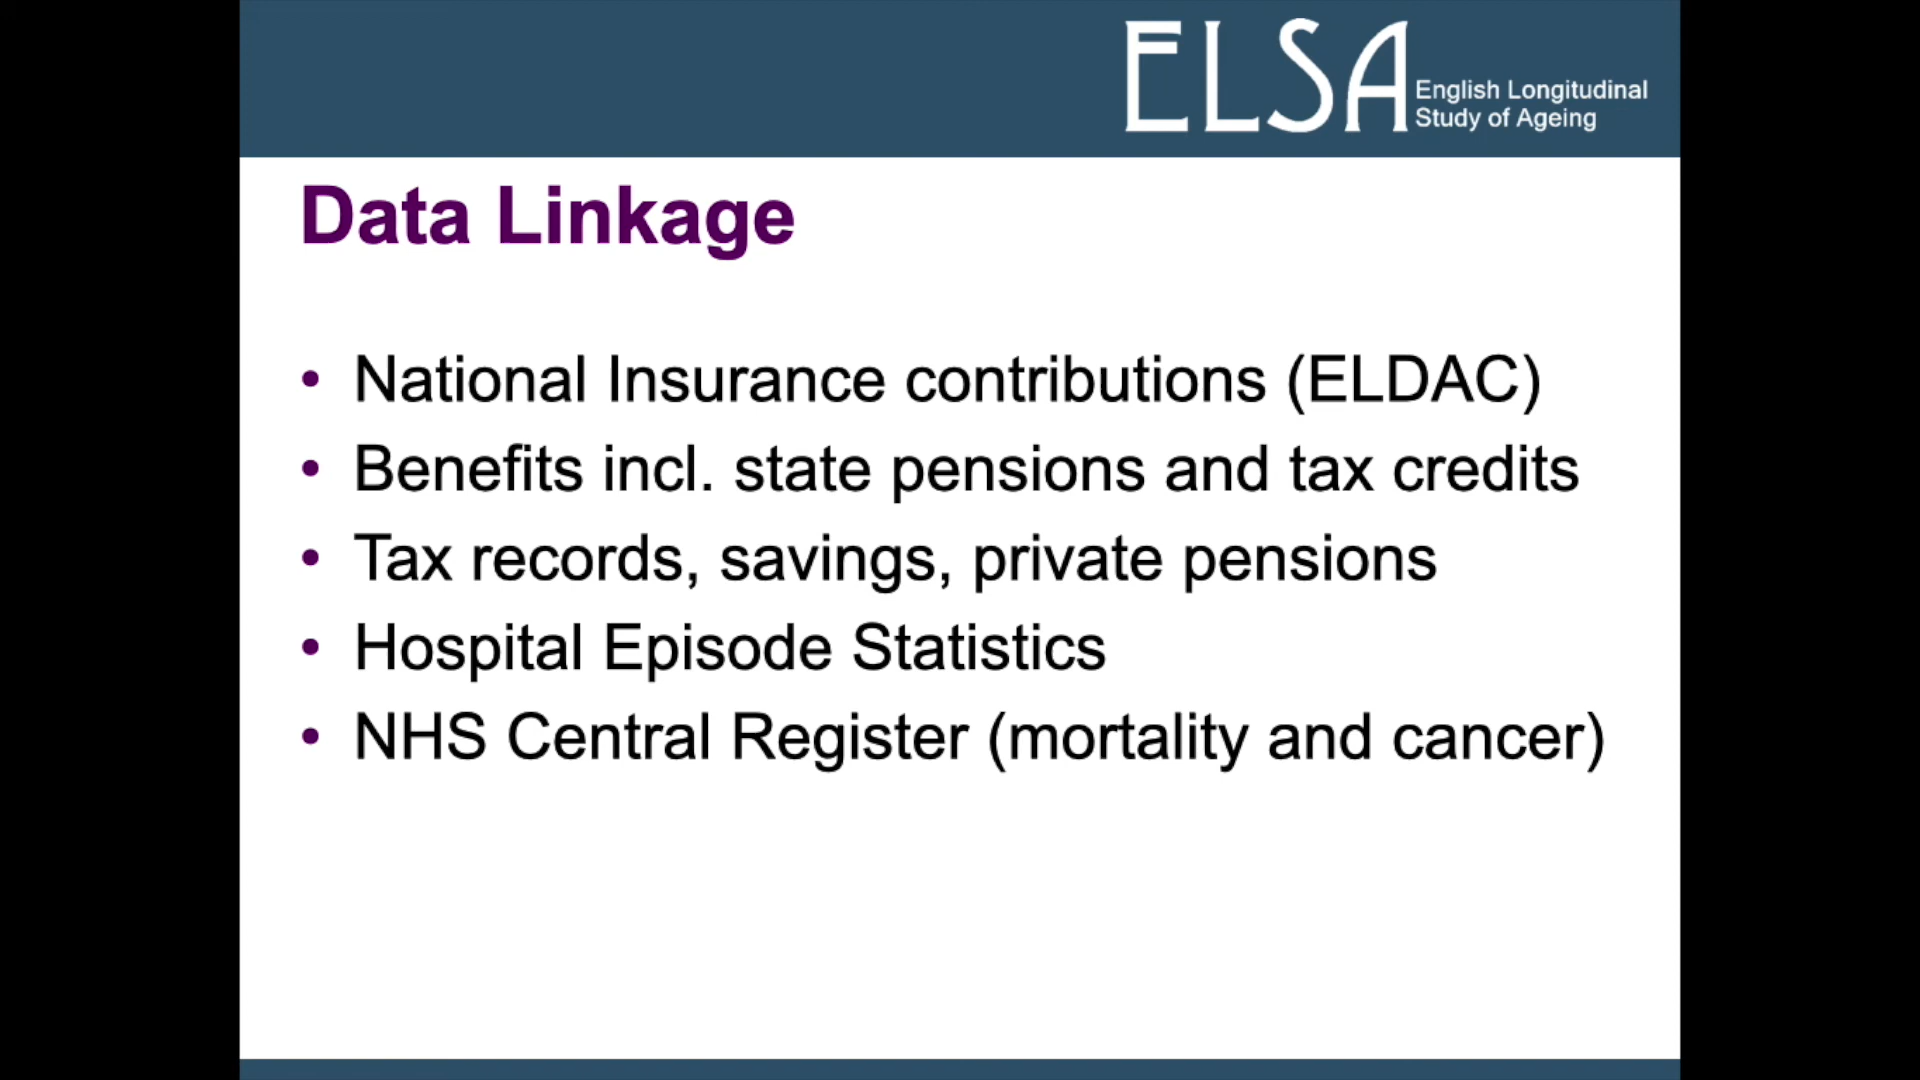 ELSA
English Longitudinal
Study of Ageing
Data Linkage
• National Insurance contributions (ELDAC)
• Benefits incl. state pensions and tax credits
• Tax records, savings, private pensions
• Hospital Episode Statistics
• NHS Central Register (mortality and cancer)